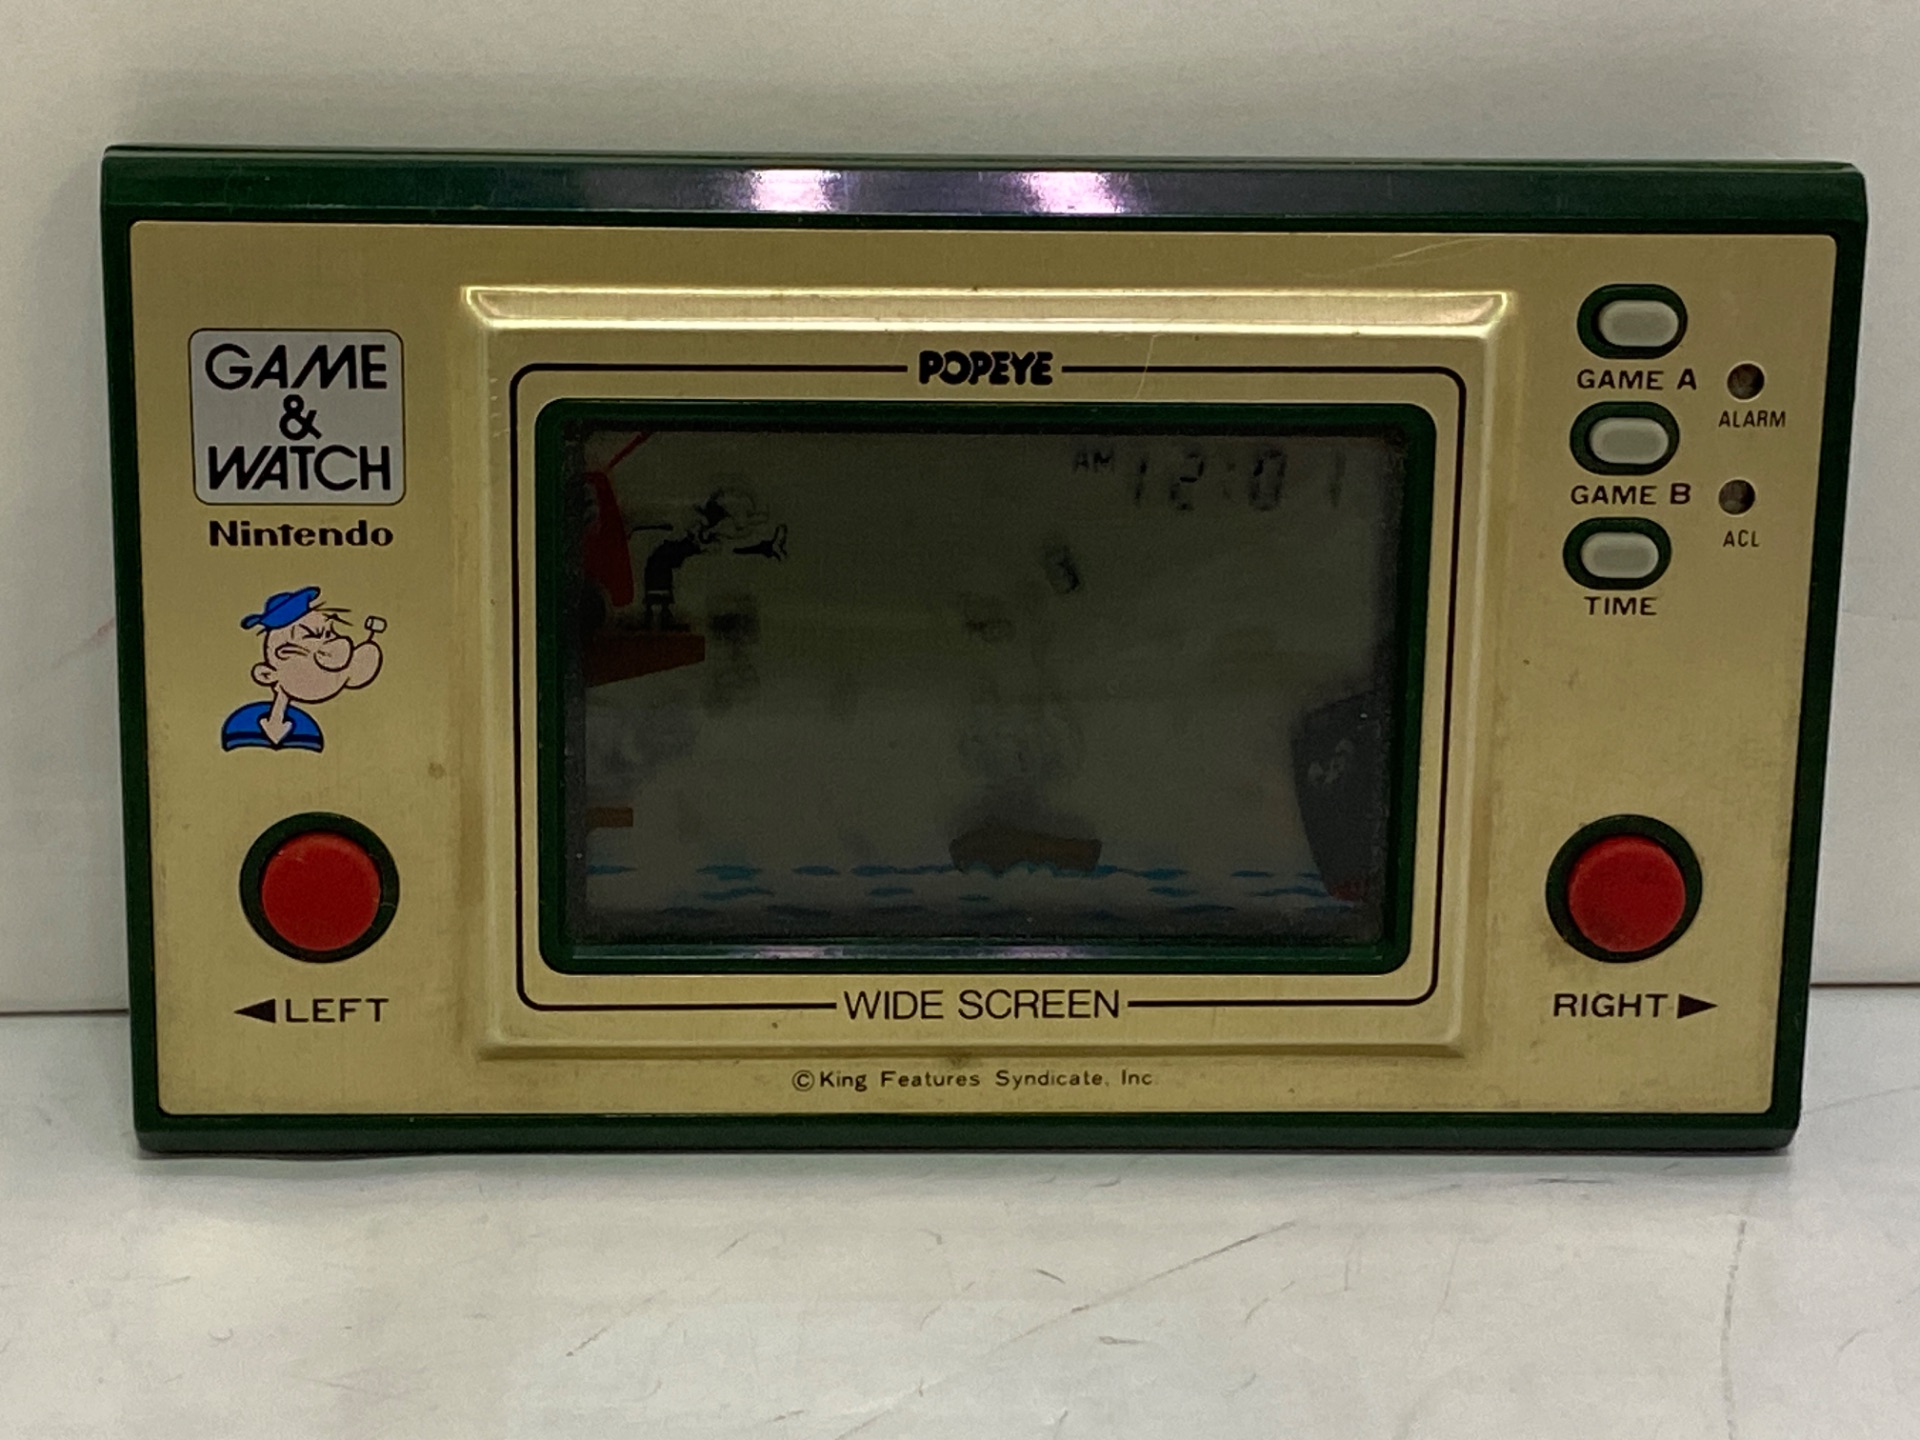 GAME
&
WATCH
Nintendo
POPEYE
AM 12:01
GAME A
ALARM
GAME B
ACL
TIME
◀LEFT
RIGHT▶
WIDE SCREEN
©King Features Syndicate, Inc.